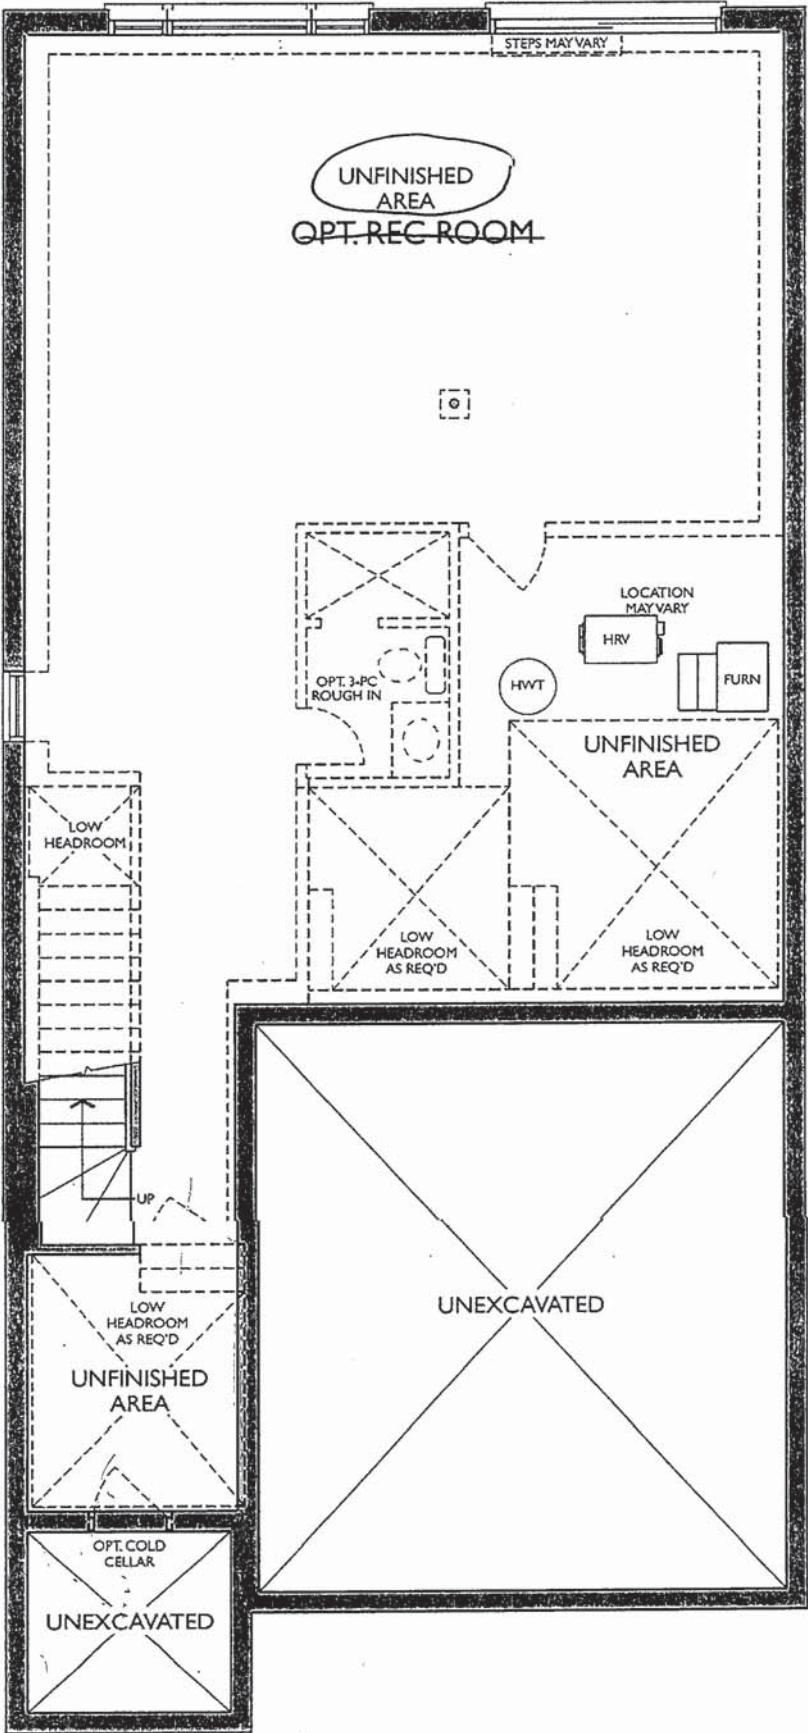 STEPS MAY VARY
UNFINISHED
AREA
OPT. REC ROOM
LOCATION
MAY VARY
HRV
FURN
HWT
OPT. 3-PC
ROUGH IN
UNFINISHED
AREA
LOW
HEADROOM
LOW
HEADROOM
AS REQ'D
LOW
HEADROOM
AS REQ'D
UP
LOW
HEADROOM
AS REQ'D
UNFINISHED
AREA
UNEXCAVATED
OPT. COLD
CELLAR
UNEXCAVATED